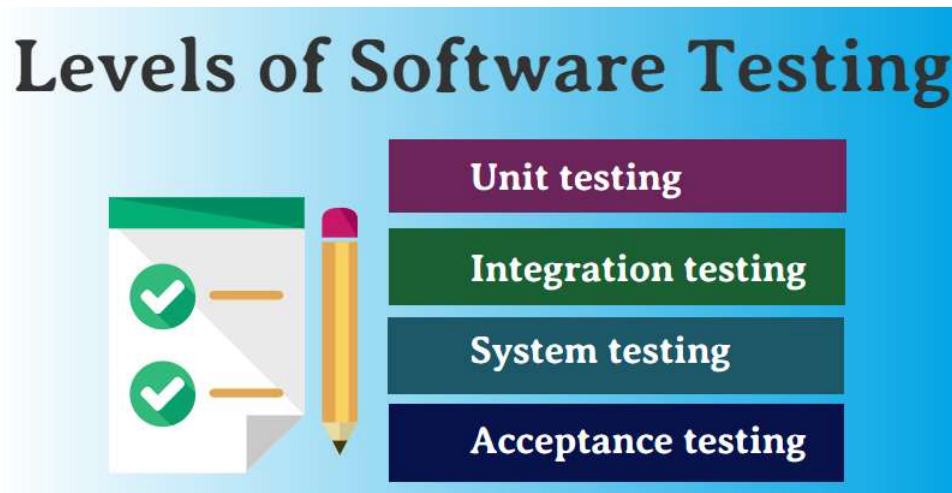 Levels of Software Testing
Unit testing
Integration testing
System testing
Acceptance testing